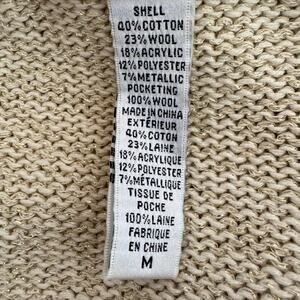 SHELL
40% COTTON
23% WOOL
18% ACRYLIC
12% POLYESTER
7% METALLIC
POCKETING
100% WOOL
MADE IN CHINA
EXTÉRIEUR
40% COTON
23% LAINE
18% ACRYLIQUE
12% POLYESTER
7% MÉTALLIQUE
TISSUE DE
POCHE
100% LAINE
FABRIQUE
EN CHINE
M